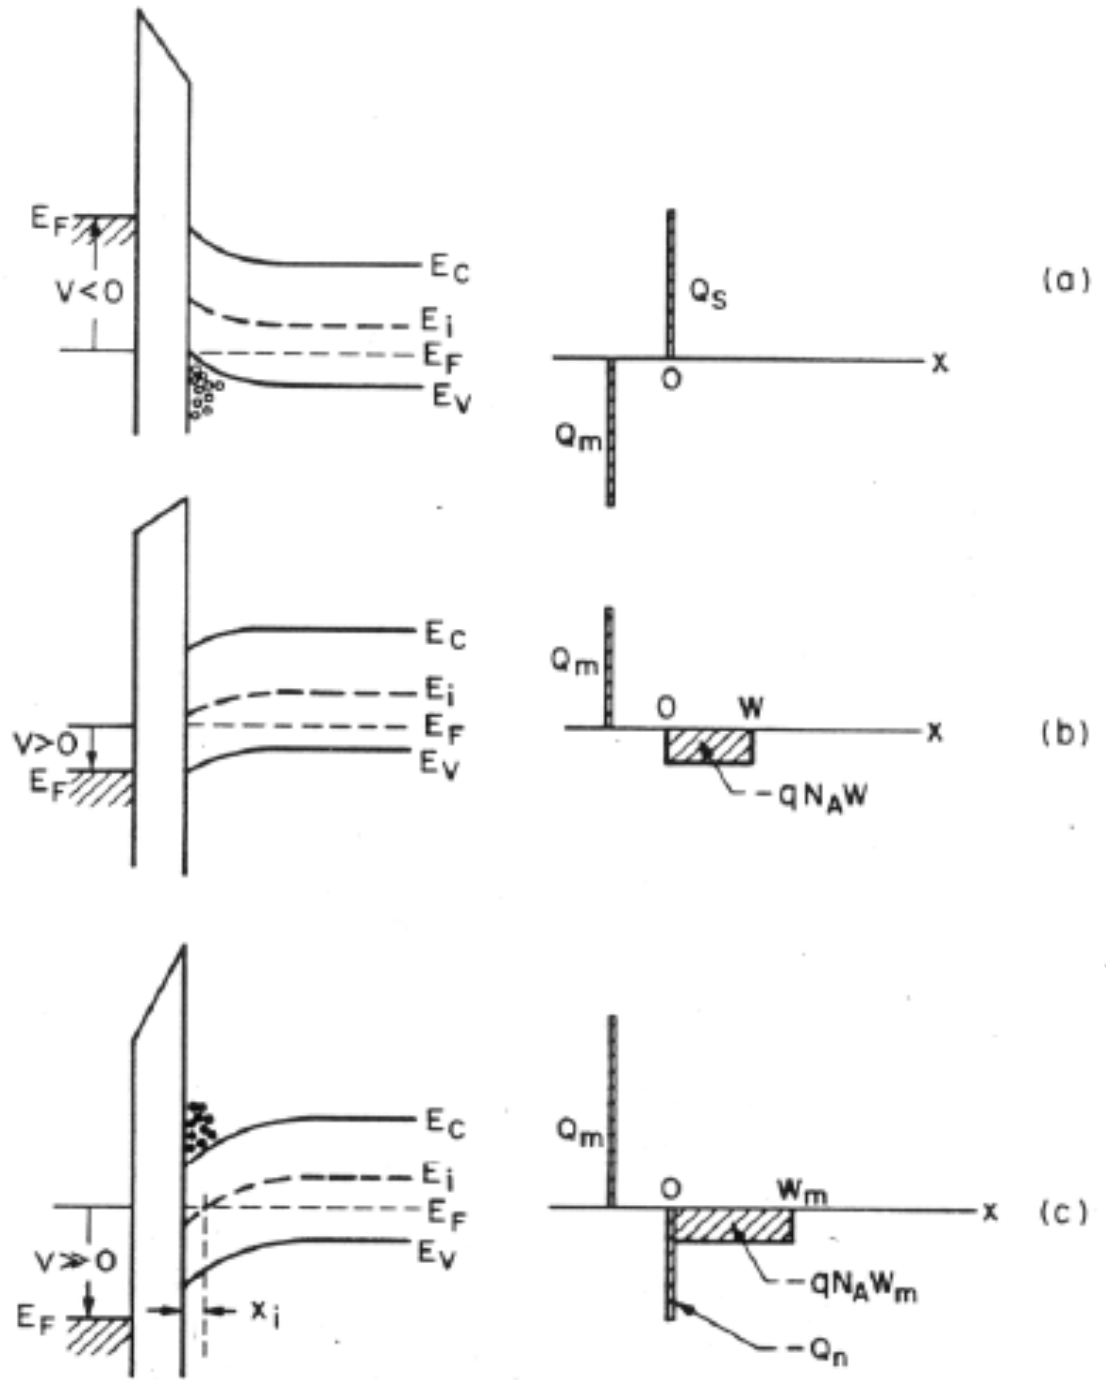 E_F
V<0
E_C
E_i
E_F
E_V
Q_S
O
x
Q_m
(a)
V>0
E_F
E_C
E_i
E_F
E_V
Q_m
O
W
x
-qN_AW
(b)
V≫0
E_F
E_C
E_i
E_F
E_V
x_i
Q_m
O
W_m
x
-qN_AW_m
-Q_n
(c)